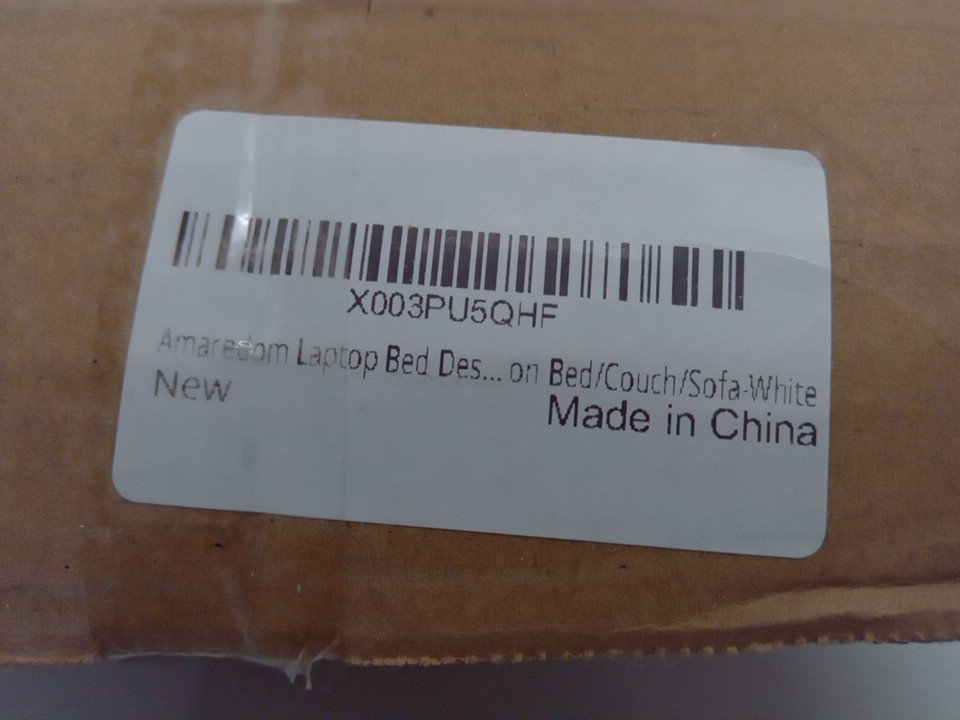 X003PU5QHF
Amaredom Laptop Bed Des... on Bed/Couch/Sofa-White
New
Made in China